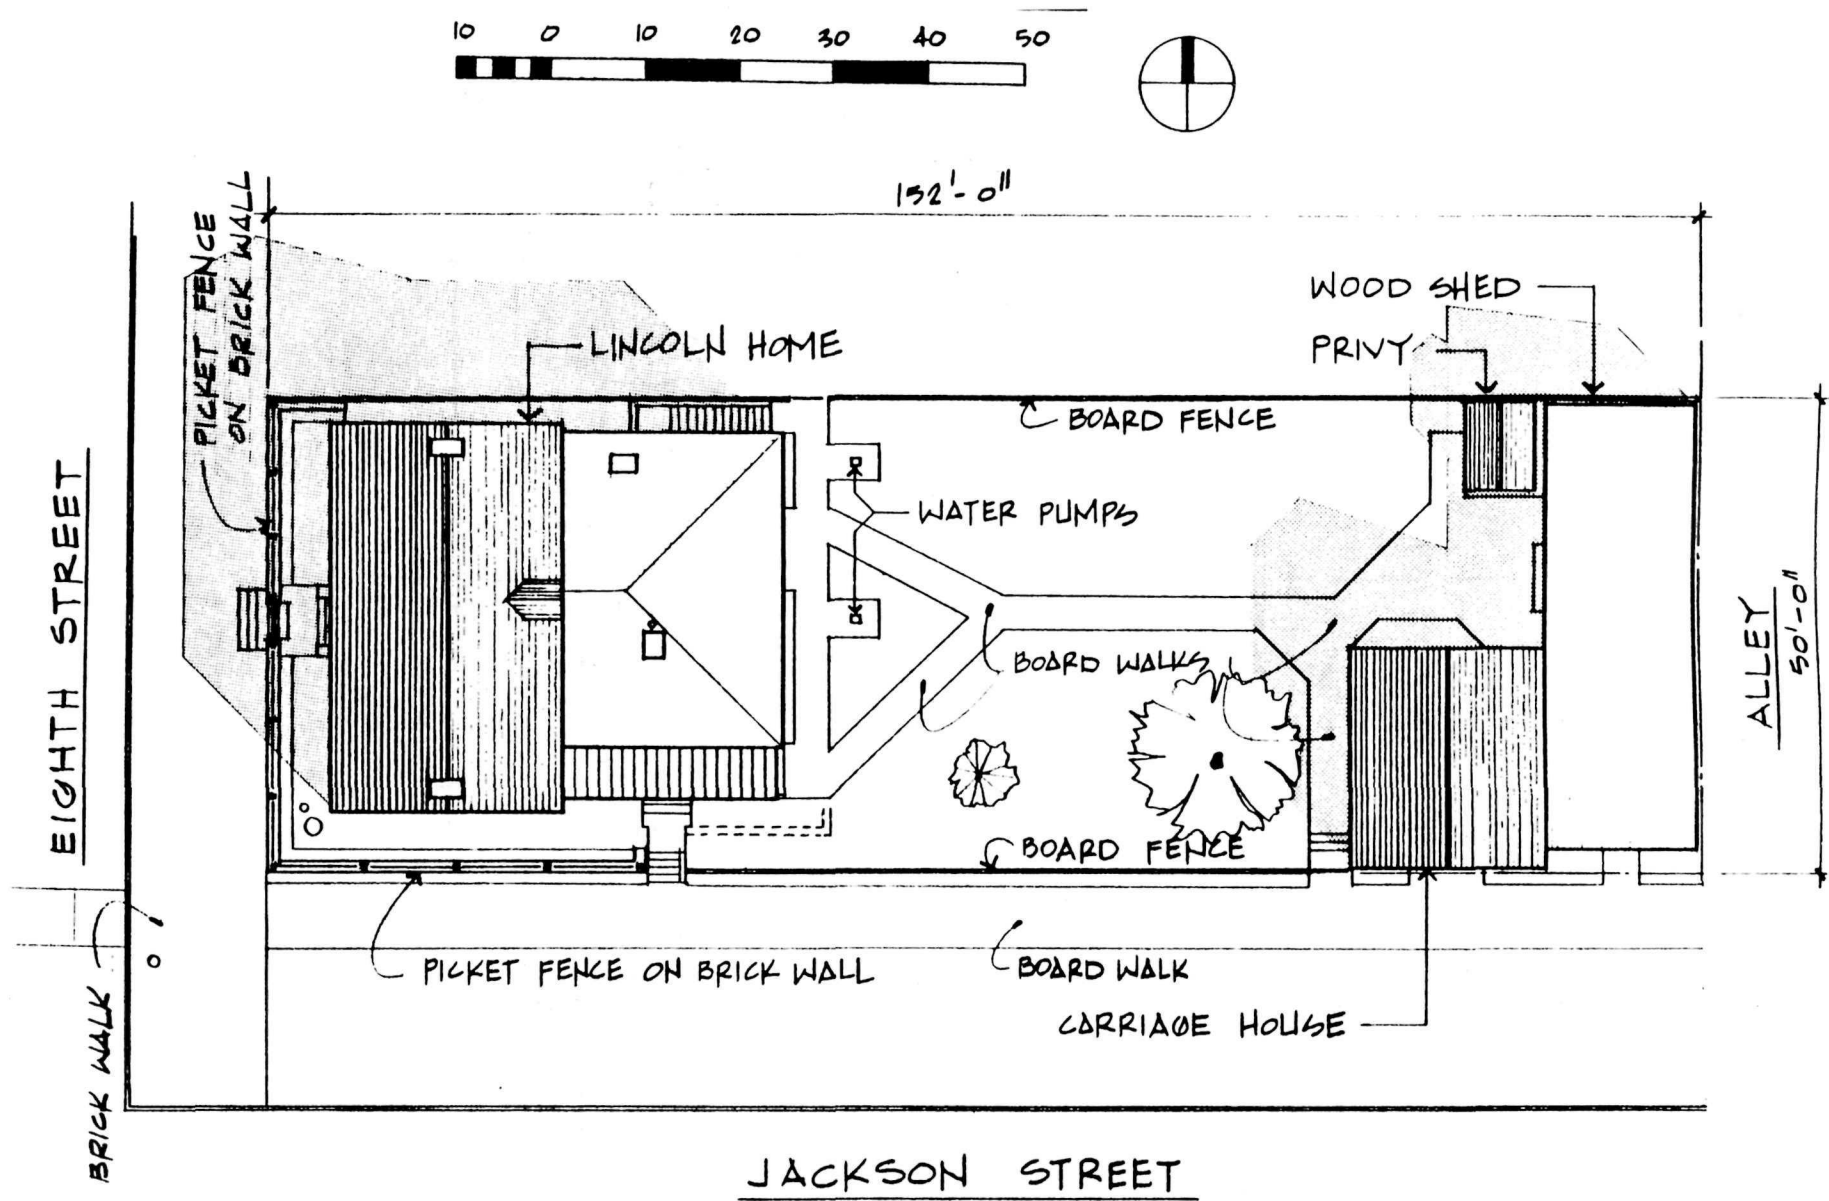 10 0 10 20 30 40 50
152'-0"
PICKET FENCE
ON BRICK WALL
WOOD SHED
PRIVY
LINCOLN HOME
BOARD FENCE
WATER PUMPS
EIGHTH STREET
BOARD WALKS
ALLEY
50'-0"
BOARD FENCE
PICKET FENCE ON BRICK WALL
BOARD WALK
CARRIAGE HOUSE
BRICK WALK
JACKSON STREET